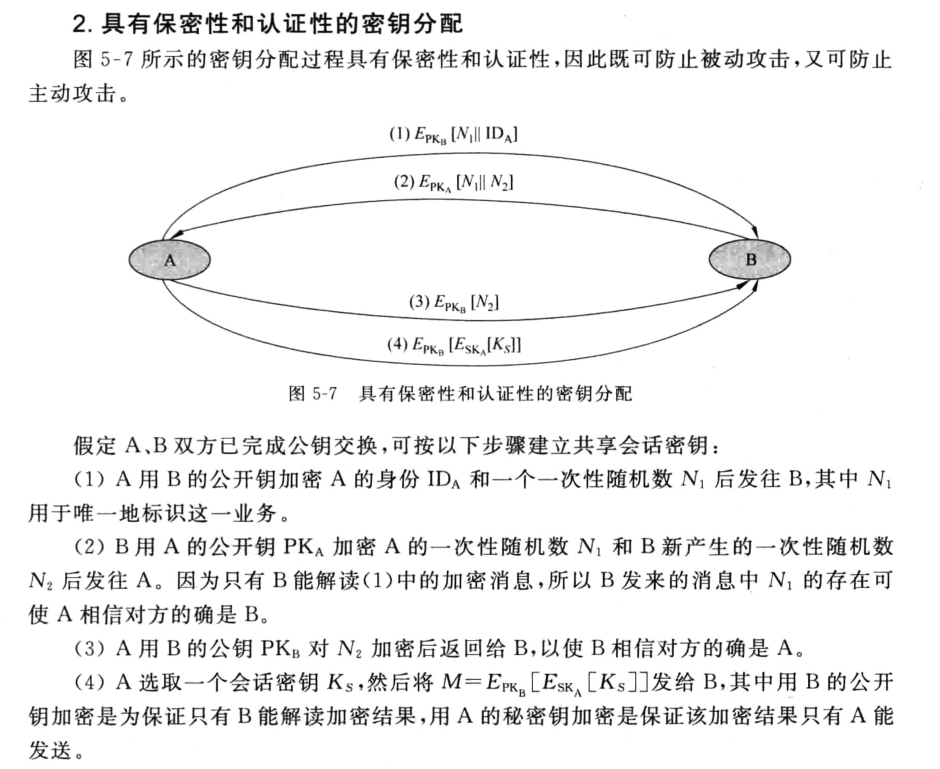 2. 具有保密性和认证性的密钥分配
图 5-7 所示的密钥分配过程具有保密性和认证性,因此既可防止被动攻击,又可防止
主动攻击。
(1) E_{PK_B} [N_1‖ID_A]
(2) E_{PK_A} [N_1‖N_2]
A
B
(3) E_{PK_B} [N_2]
(4) E_{PK_B} [E_{SK_A}[K_S]]
图 5-7 具有保密性和认证性的密钥分配
假定 A、B 双方已完成公钥交换,可按以下步骤建立共享会话密钥:
(1) A 用 B 的公开钥加密 A 的身份 ID_A 和一个一次性随机数 N_1 后发往 B,其中 N_1
用于唯一地标识这一业务。
(2) B 用 A 的公开钥 PK_A 加密 A 的一次性随机数 N_1 和 B 新产生的一次性随机数
N_2 后发往 A。因为只有 B 能解读(1)中的加密消息,所以 B 发来的消息中 N_1 的存在可
使 A 相信对方的确是 B。
(3) A 用 B 的公钥 PK_B 对 N_2 加密后返回给 B,以使 B 相信对方的确是 A。
(4) A 选取一个会话密钥 K_S,然后将 M=E_{PK_B}[E_{SK_A}[K_S]]发给 B,其中用 B 的公开
钥加密是为保证只有 B 能解读加密结果,用 A 的秘密钥加密是保证该加密结果只有 A 能
发送。